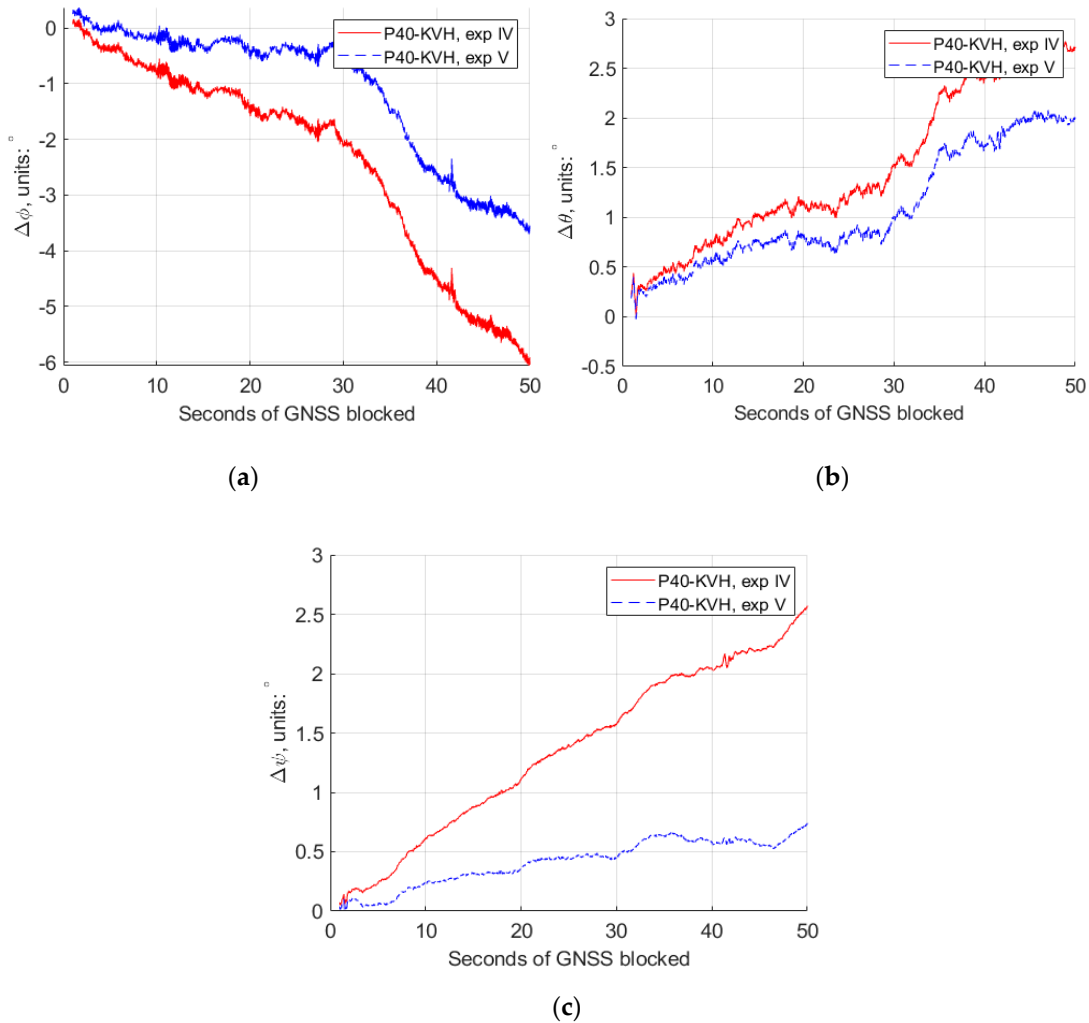 0
-1
-2
-3
-4
-5
-6
Δϕ, units: °
P40-KVH, exp IV
P40-KVH, exp V
0 10 20 30 40 50
Seconds of GNSS blocked
(a)
3
2.5
2
1.5
1
0.5
0
-0.5
Δθ, units: °
P40-KVH, exp IV
P40-KVH, exp V
0 10 20 30 40 50
Seconds of GNSS blocked
(b)
3
2.5
2
1.5
1
0.5
0
Δψ, units: °
P40-KVH, exp IV
P40-KVH, exp V
0 10 20 30 40 50
Seconds of GNSS blocked
(c)